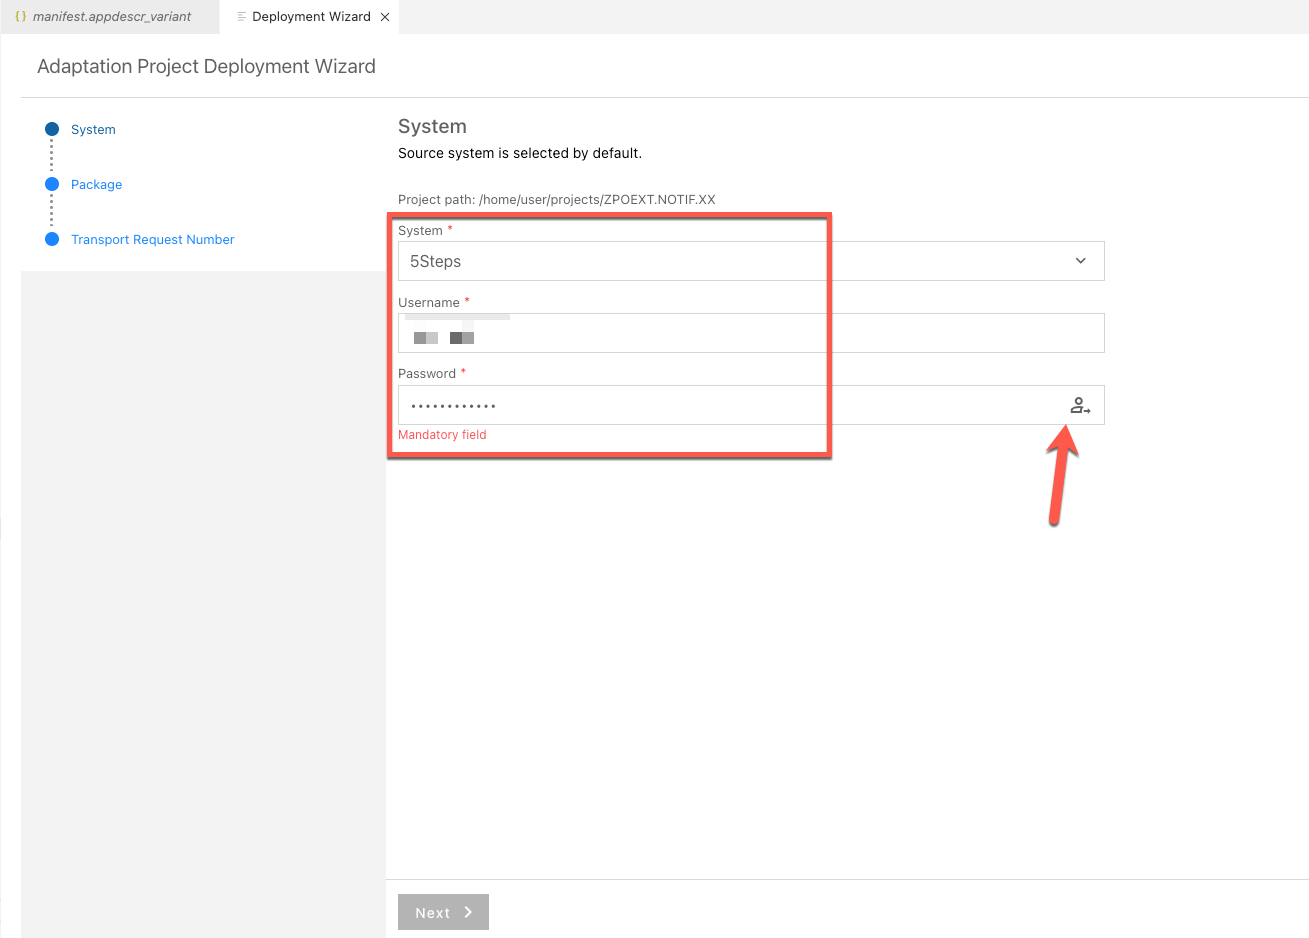 {} manifest.appdescr_variant
Deployment Wizard
Adaptation Project Deployment Wizard
System
Package
Transport Request Number
System
Source system is selected by default.
Project path: /home/user/projects/ZPOEXT.NOTIF.XX
System *
5Steps
Username *
Password *
••••••••••••
Mandatory field
Next